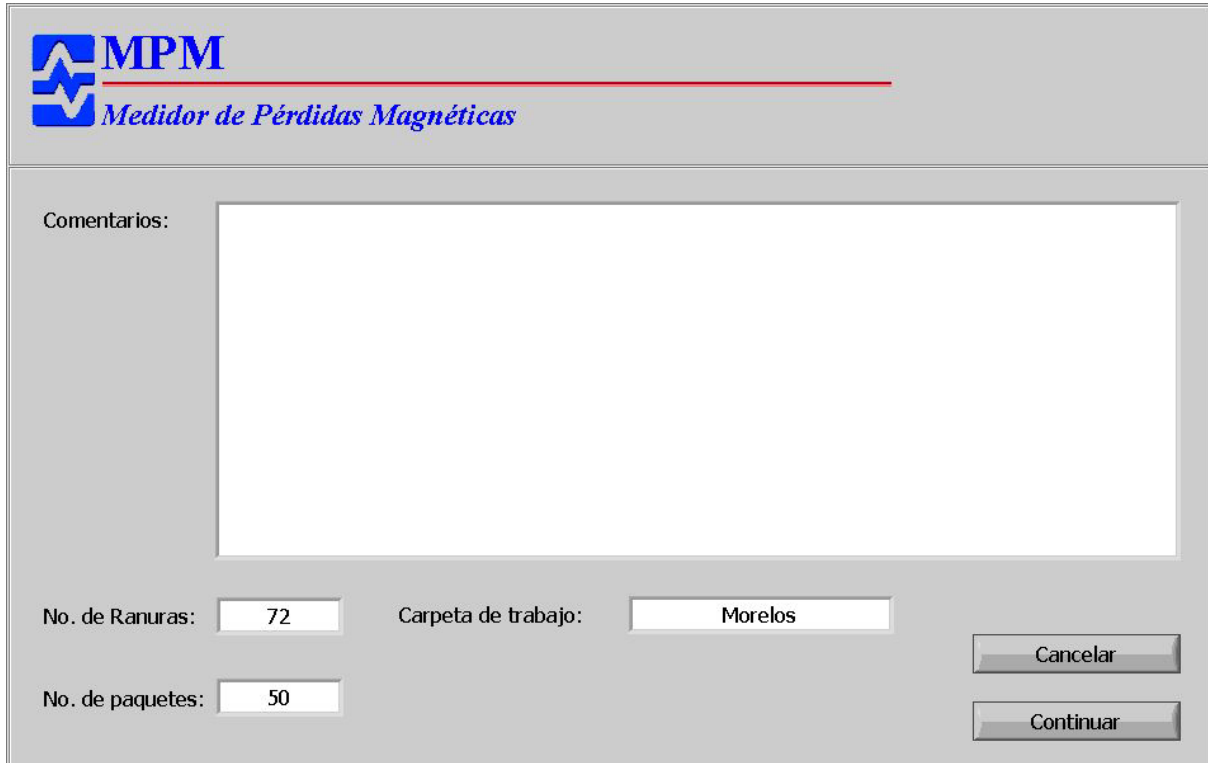 MPM
Medidor de Pérdidas Magnéticas
Comentarios:
No. de Ranuras: 72 Carpeta de trabajo: Morelos
Cancelar
No. de paquetes: 50
Continuar